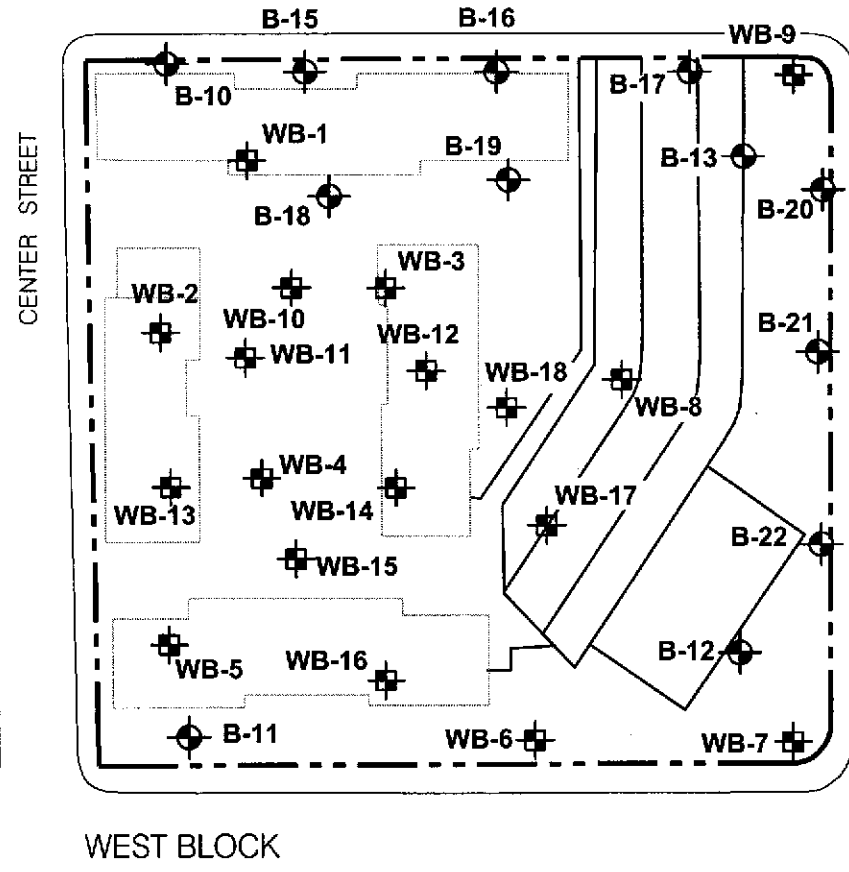 B-15
B-16
WB-9
B-10
B-17
WB-1
B-19
B-13
B-18
B-20
CENTER STREET
WB-3
WB-2
WB-10
B-21
WB-11
WB-12
WB-18
WB-8
WB-4
WB-17
WB-13
WB-14
B-22
WB-15
B-12
WB-16
WB-5
B-11
WB-6
WB-7
WEST BLOCK